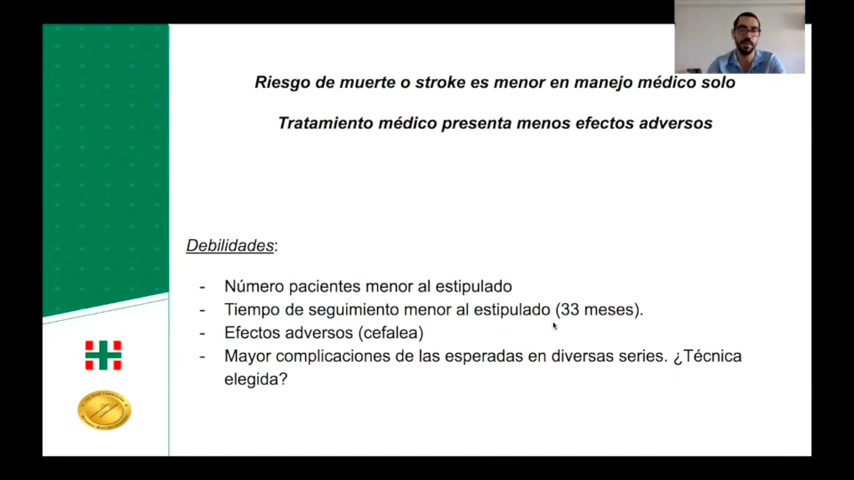 Riesgo de muerte o stroke es menor en manejo médico solo
Tratamiento médico presenta menos efectos adversos
Debilidades:
- Número pacientes menor al estipulado
- Tiempo de seguimiento menor al estipulado (33 meses).
- Efectos adversos (cefalea)
- Mayor complicaciones de las esperadas en diversas series. ¿Técnica
elegida?